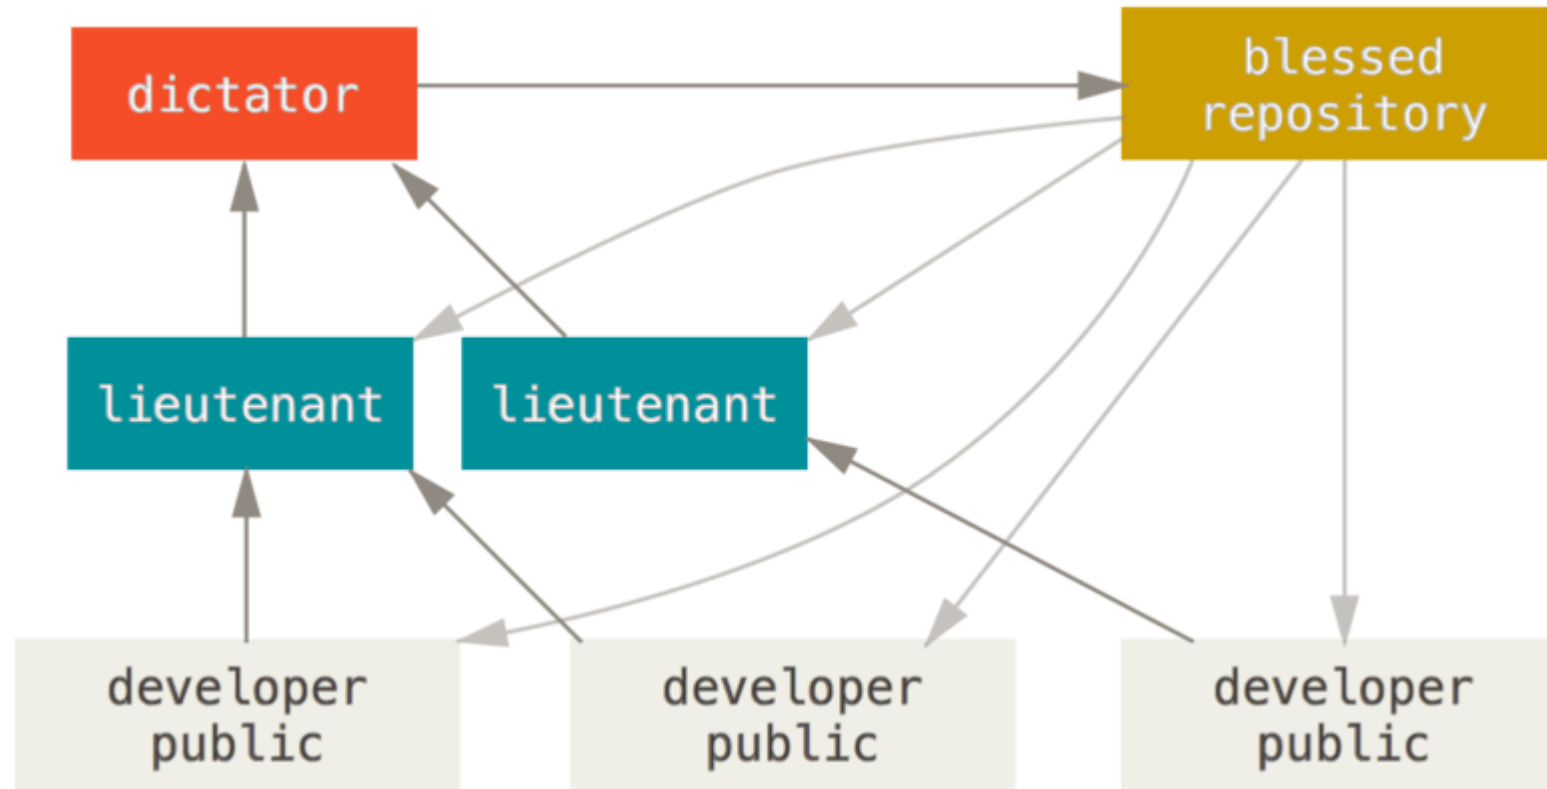 dictator
blessed
repository
lieutenant
lieutenant
developer
public
developer
public
developer
public